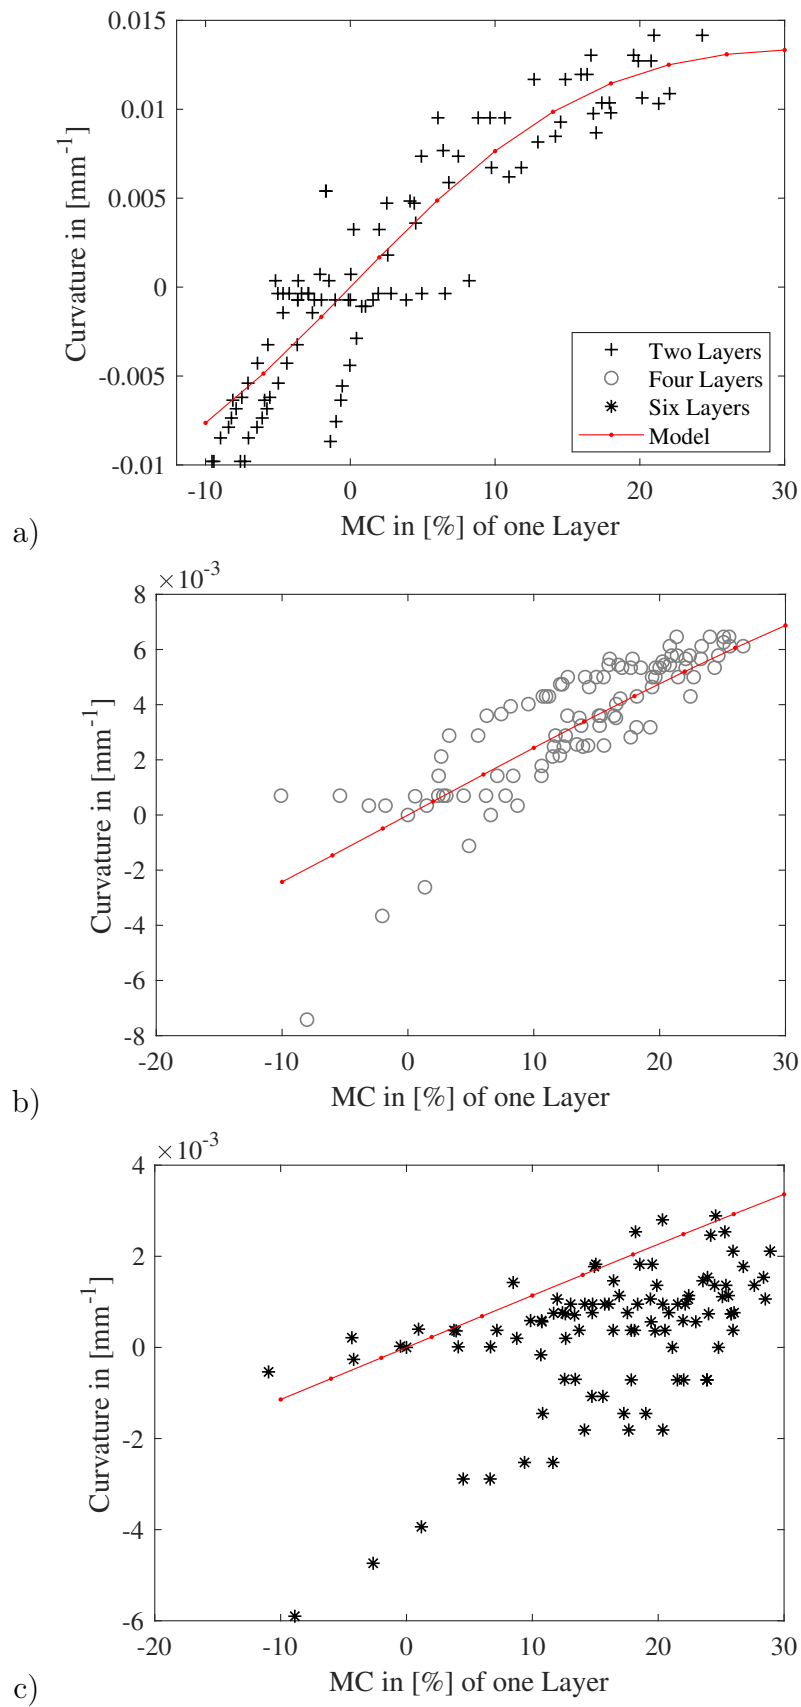 0.015
0.01
0.005
0
-0.005
-0.01
Curvature in [mm⁻¹]
Two Layers
Four Layers
Six Layers
Model
-10 0 10 20 30
MC in [%] of one Layer
a)
×10⁻³
8
6
4
2
0
-2
-4
-6
-8
Curvature in [mm⁻¹]
-20 -10 0 10 20 30
MC in [%] of one Layer
b)
×10⁻³
4
2
0
-2
-4
-6
Curvature in [mm⁻¹]
-20 -10 0 10 20 30
MC in [%] of one Layer
c)